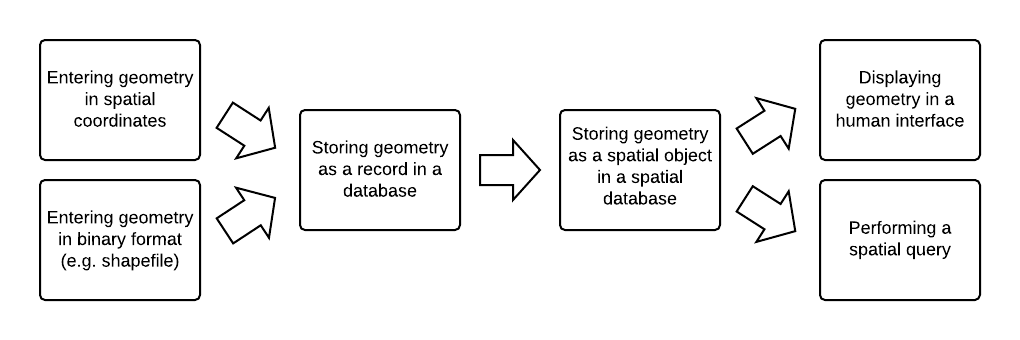 Entering geometry
in spatial
coordinates
Entering geometry
in binary format
(e.g. shapefile)
Storing geometry
as a record in a
database
Storing geometry
as a spatial object
in a spatial
database
Displaying
geometry in a
human interface
Performing a
spatial query